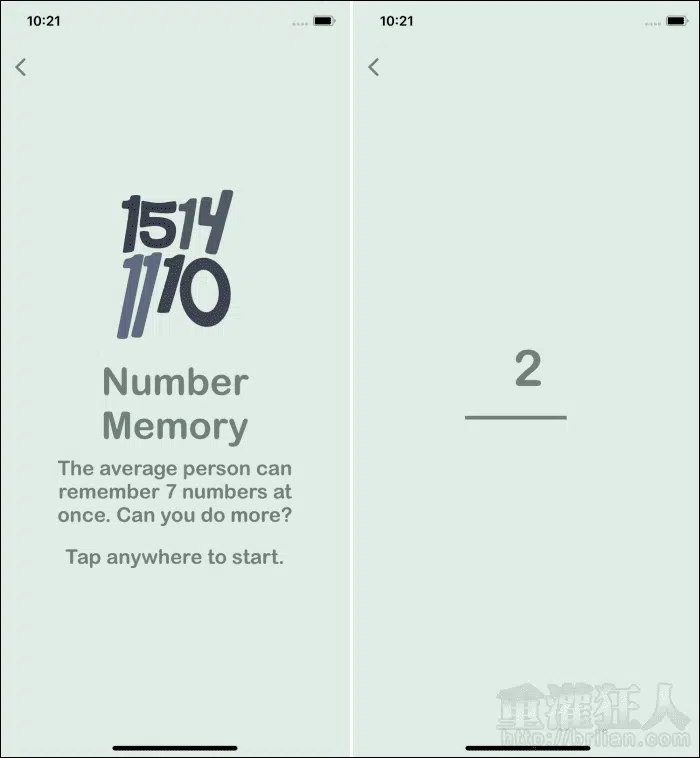 10:21
1514
1110
Number
Memory
The average person can
remember 7 numbers at
once. Can you do more?
Tap anywhere to start.
10:21
2
重灌狂人
http://briian.com